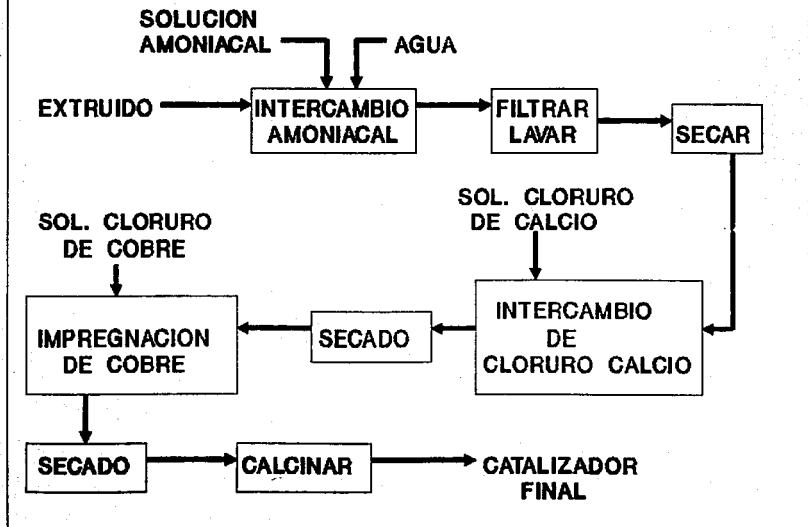 SOLUCION
AMONIACAL
AGUA
EXTRUIDO
INTERCAMBIO
AMONIACAL
FILTRAR
LAVAR
SECAR
SOL. CLORURO
DE CALCIO
SOL. CLORURO
DE COBRE
INTERCAMBIO
DE
CLORURO CALCIO
SECADO
IMPREGNACION
DE COBRE
SECADO
CALCINAR
CATALIZADOR
FINAL